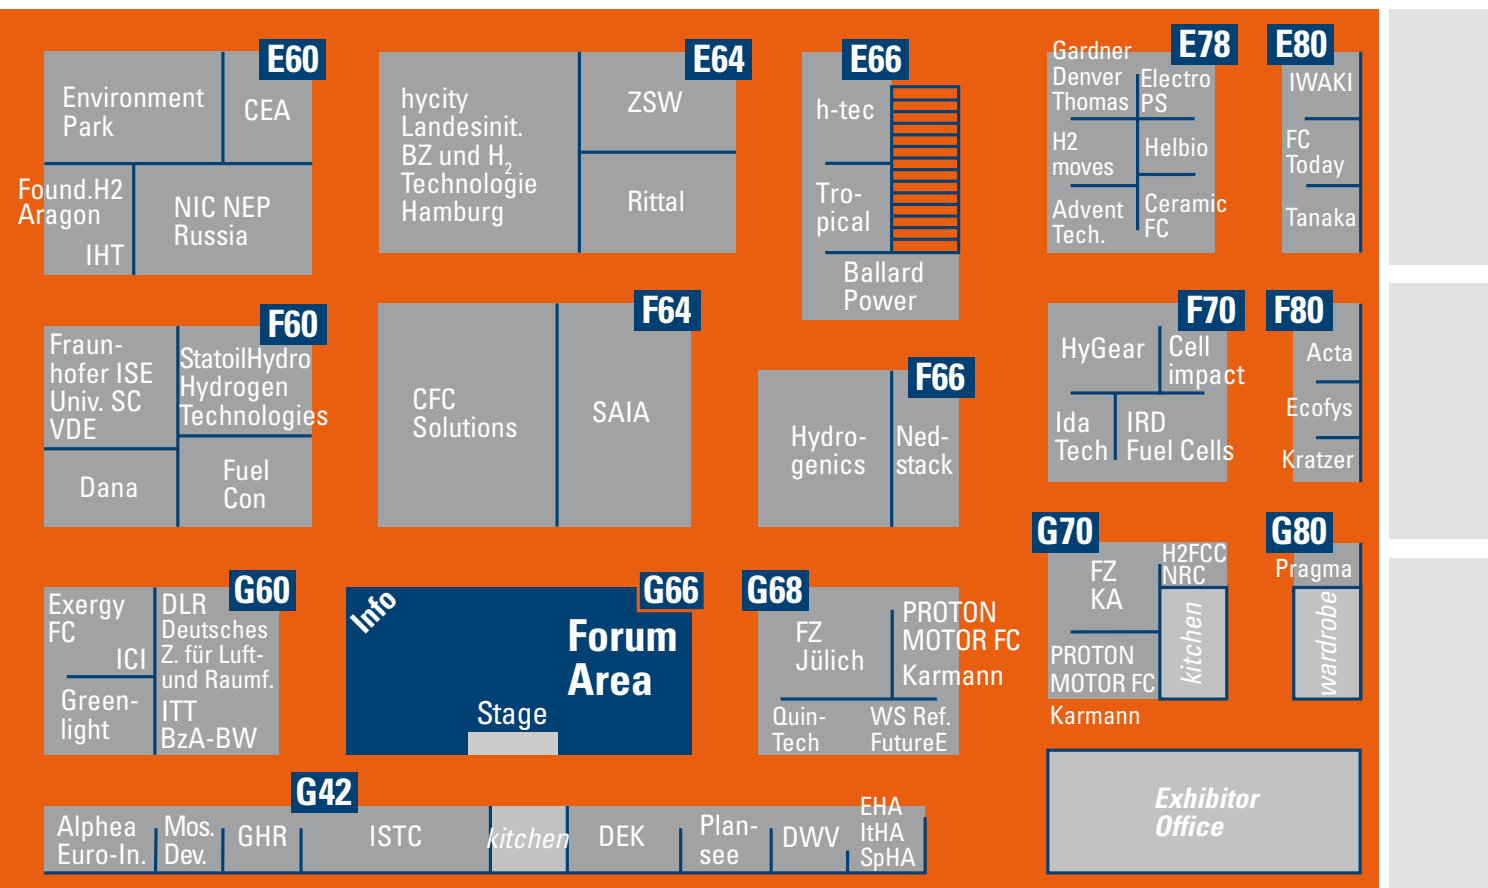 E60
Environment
Park
CEA
Found.H2
Aragon
IHT
NIC NEP
Russia
E64
hycity
Landesinit.
BZ und H2
Technologie
Hamburg
ZSW
Rittal
E66
h-tec
Tro-
pical
Ballard
Power
E78
Gardner
Denver
Thomas
Electro
PS
H2
moves
Helbio
Advent
Tech.
Ceramic
FC
E80
IWAKI
FC
Today
Tanaka
F60
Fraun-
hofer ISE
Univ. SC
VDE
StatoilHydro
Hydrogen
Technologies
Dana
Fuel
Con
F64
CFC
Solutions
SAIA
F66
Hydro-
genics
Ned-
stack
F70
HyGear
Cell
impact
Ida
Tech
IRD
Fuel Cells
F80
Acta
Ecofys
Kratzer
G60
Exergy
FC
ICI
Green-
light
DLR
Deutsches
Z. für Luft-
und Raumf.
ITT
BzA-BW
G66
Info
Forum
Area
Stage
G68
FZ
Jülich
PROTON
MOTOR FC
Karmann
Quin-
Tech
WS Ref.
FutureE
G70
FZ
KA
H2FCC
NRC
kitchen
PROTON
MOTOR FC
Karmann
G80
Pragma
wardrobe
G42
Alphea
Euro-In.
Mos.
Dev.
GHR
ISTC
kitchen
DEK
Plan-
see
DWV
EHA
ItHA
SpHA
Exhibitor
Office